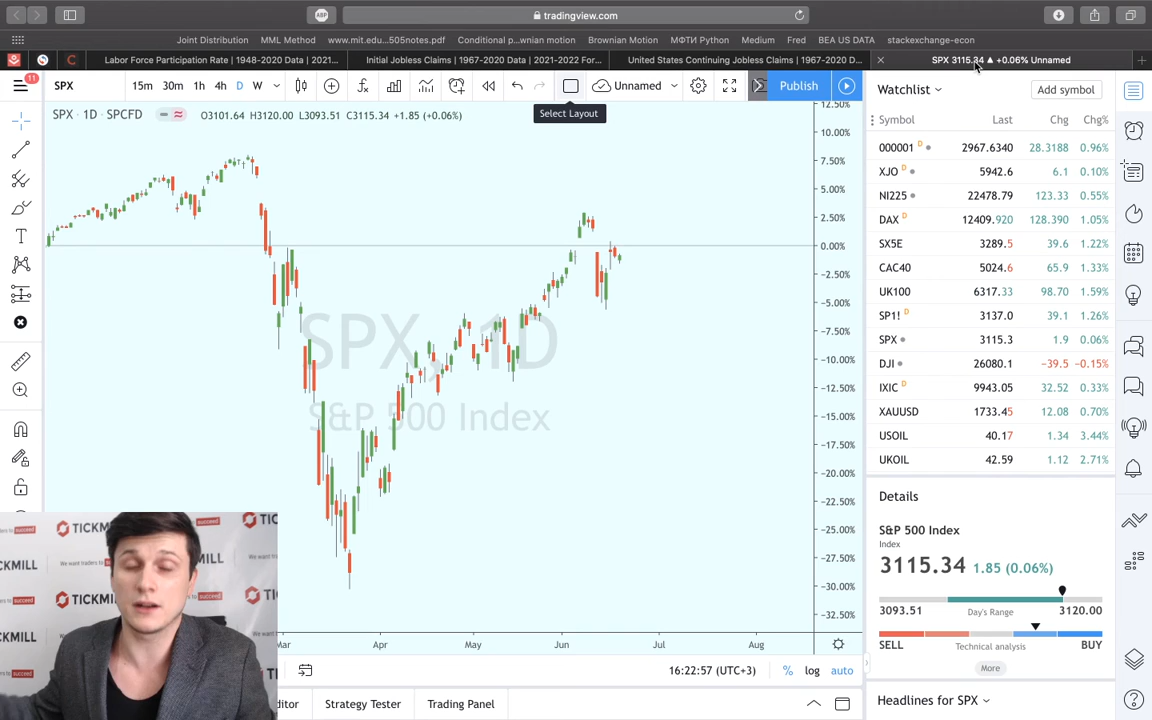 ABP
tradingview.com
Joint Distribution
MML Method
www.mit.edu...505notes.pdf
Conditional p...wnian motion
Brownian Motion
МФТИ Python
Medium
Fred
BEA US DATA
stackexchange-econ
Labor Force Participation Rate | 1948-2020 Data | 2021...
Initial Jobless Claims | 1967-2020 Data | 2021-2022 For...
United States Continuing Jobless Claims | 1967-2020 D...
SPX 3115.34 ▲ +0.06% Unnamed
11
SPX
15m
30m
1h
4h
D
W
Unnamed
Publish
Select Layout
SPX · 1D · SPCFD
O3101.64 H3120.00 L3093.51 C3115.34 +1.85 (+0.06%)
SPX, 1D
S&P 500 Index
12.50%
10.00%
7.50%
5.00%
2.50%
0.00%
-2.50%
-5.00%
-7.50%
-10.00%
-12.50%
-15.00%
-17.50%
-20.00%
-22.50%
-25.00%
-27.50%
-30.00%
-32.50%
Mar
Apr
May
Jun
Jul
Aug
16:22:57 (UTC+3)
%
log
auto
itor
Strategy Tester
Trading Panel
Watchlist
Add symbol
Symbol Last Chg Chg%
000001 D 2967.6340 28.3188 0.96%
XJO D 5942.6 6.1 0.10%
NI225 22478.79 123.33 0.55%
DAX D 12409.920 128.390 1.05%
SX5E 3289.5 39.6 1.22%
CAC40 5024.6 65.9 1.33%
UK100 6317.33 98.70 1.59%
SP1! D 3137.0 39.1 1.26%
SPX 3115.3 1.9 0.06%
DJI 26080.1 −39.5 −0.15%
IXIC D 9943.05 32.52 0.33%
XAUUSD 1733.45 12.08 0.70%
USOIL 40.17 1.34 3.44%
UKOIL 42.59 1.12 2.71%
Details
S&P 500 Index
Index
3115.34 1.85 (0.06%)
3093.51 Day's Range 3120.00
SELL Technical analysis BUY
More
Headlines for SPX
TICKMILL
We want traders to succeed
TICKM